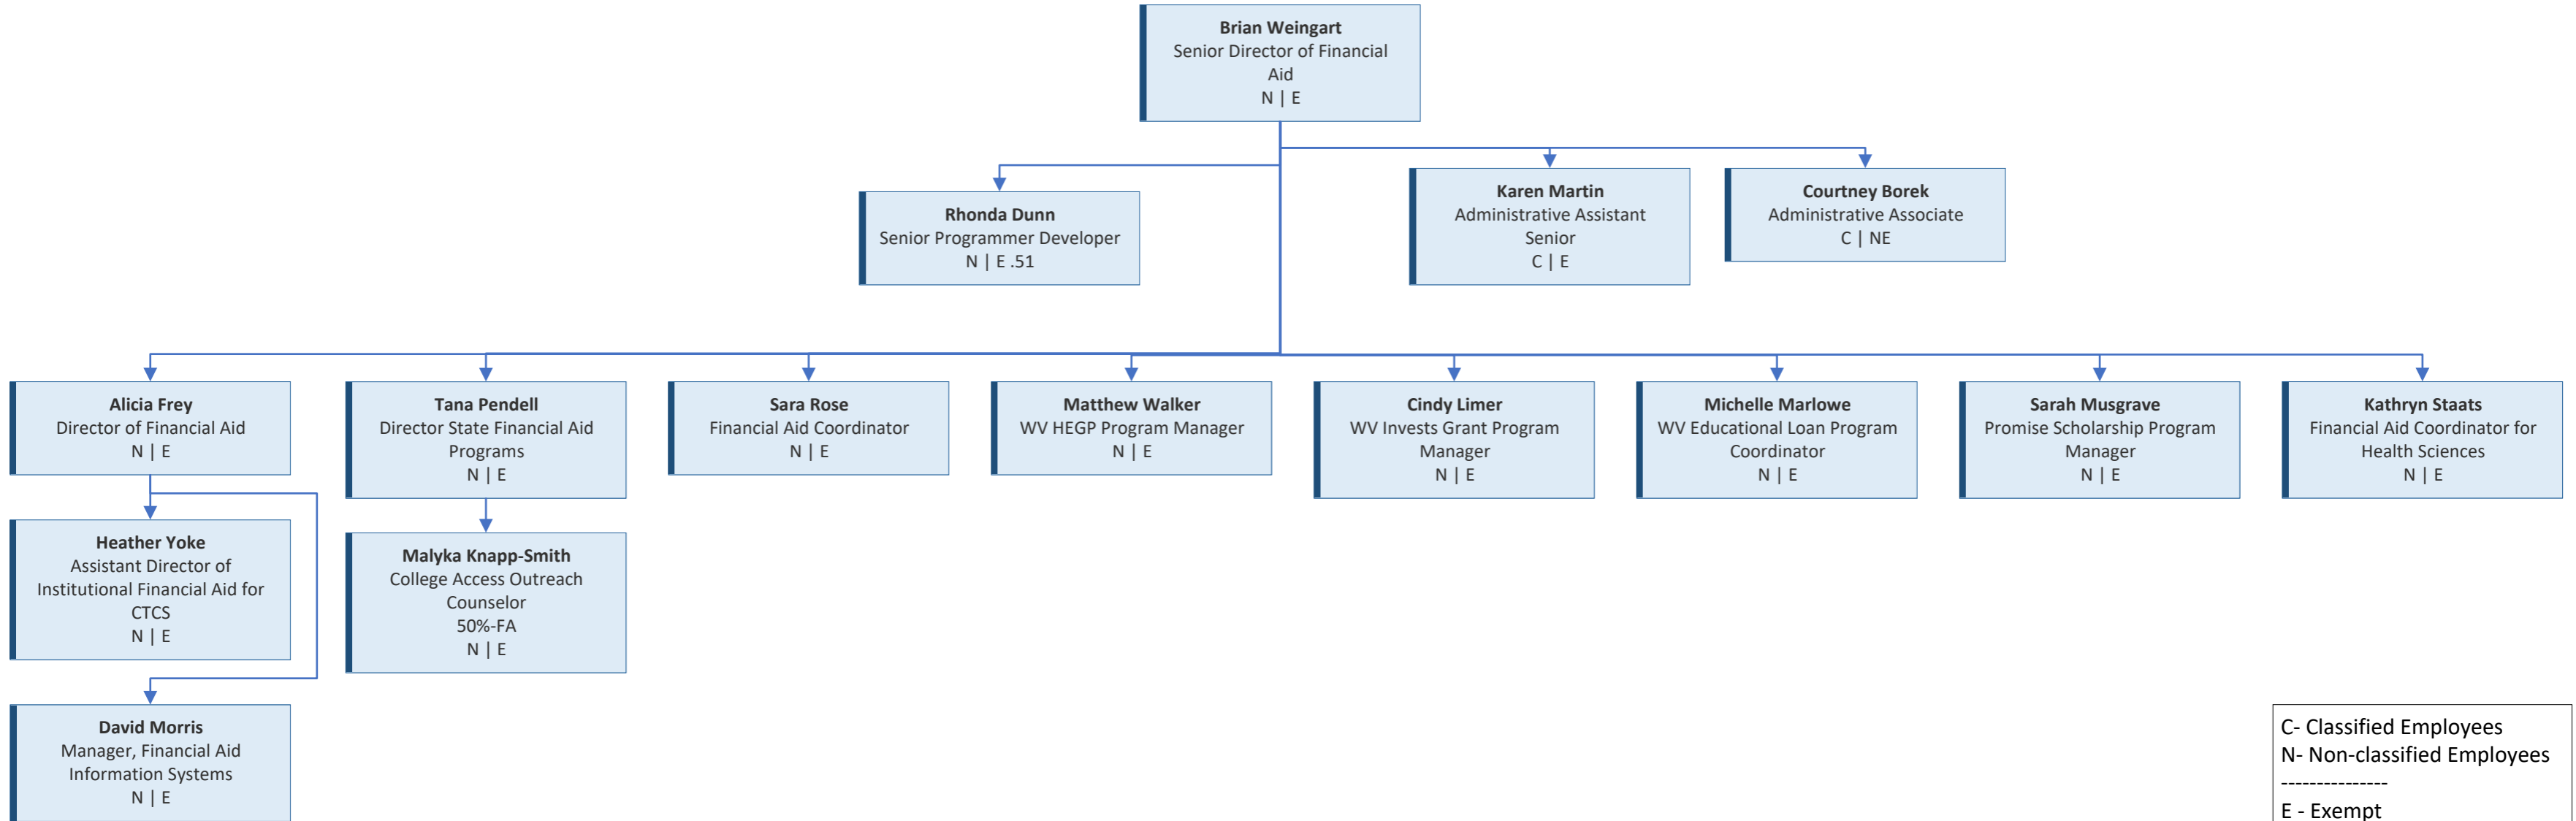 Brian Weingart
Senior Director of Financial
Aid
N | E
Rhonda Dunn
Senior Programmer Developer
N | E .51
Karen Martin
Administrative Assistant
Senior
C | E
Courtney Borek
Administrative Associate
C | NE
Alicia Frey
Director of Financial Aid
N | E
Tana Pendell
Director State Financial Aid
Programs
N | E
Sara Rose
Financial Aid Coordinator
N | E
Matthew Walker
WV HEGP Program Manager
N | E
Cindy Limer
WV Invests Grant Program
Manager
N | E
Michelle Marlowe
WV Educational Loan Program
Coordinator
N | E
Sarah Musgrave
Promise Scholarship Program
Manager
N | E
Kathryn Staats
Financial Aid Coordinator for
Health Sciences
N | E
Heather Yoke
Assistant Director of
Institutional Financial Aid for
CTCS
N | E
Malyka Knapp-Smith
College Access Outreach
Counselor
50%-FA
N | E
David Morris
Manager, Financial Aid
Information Systems
N | E
C- Classified Employees
N- Non-classified Employees
---------------
E - Exempt